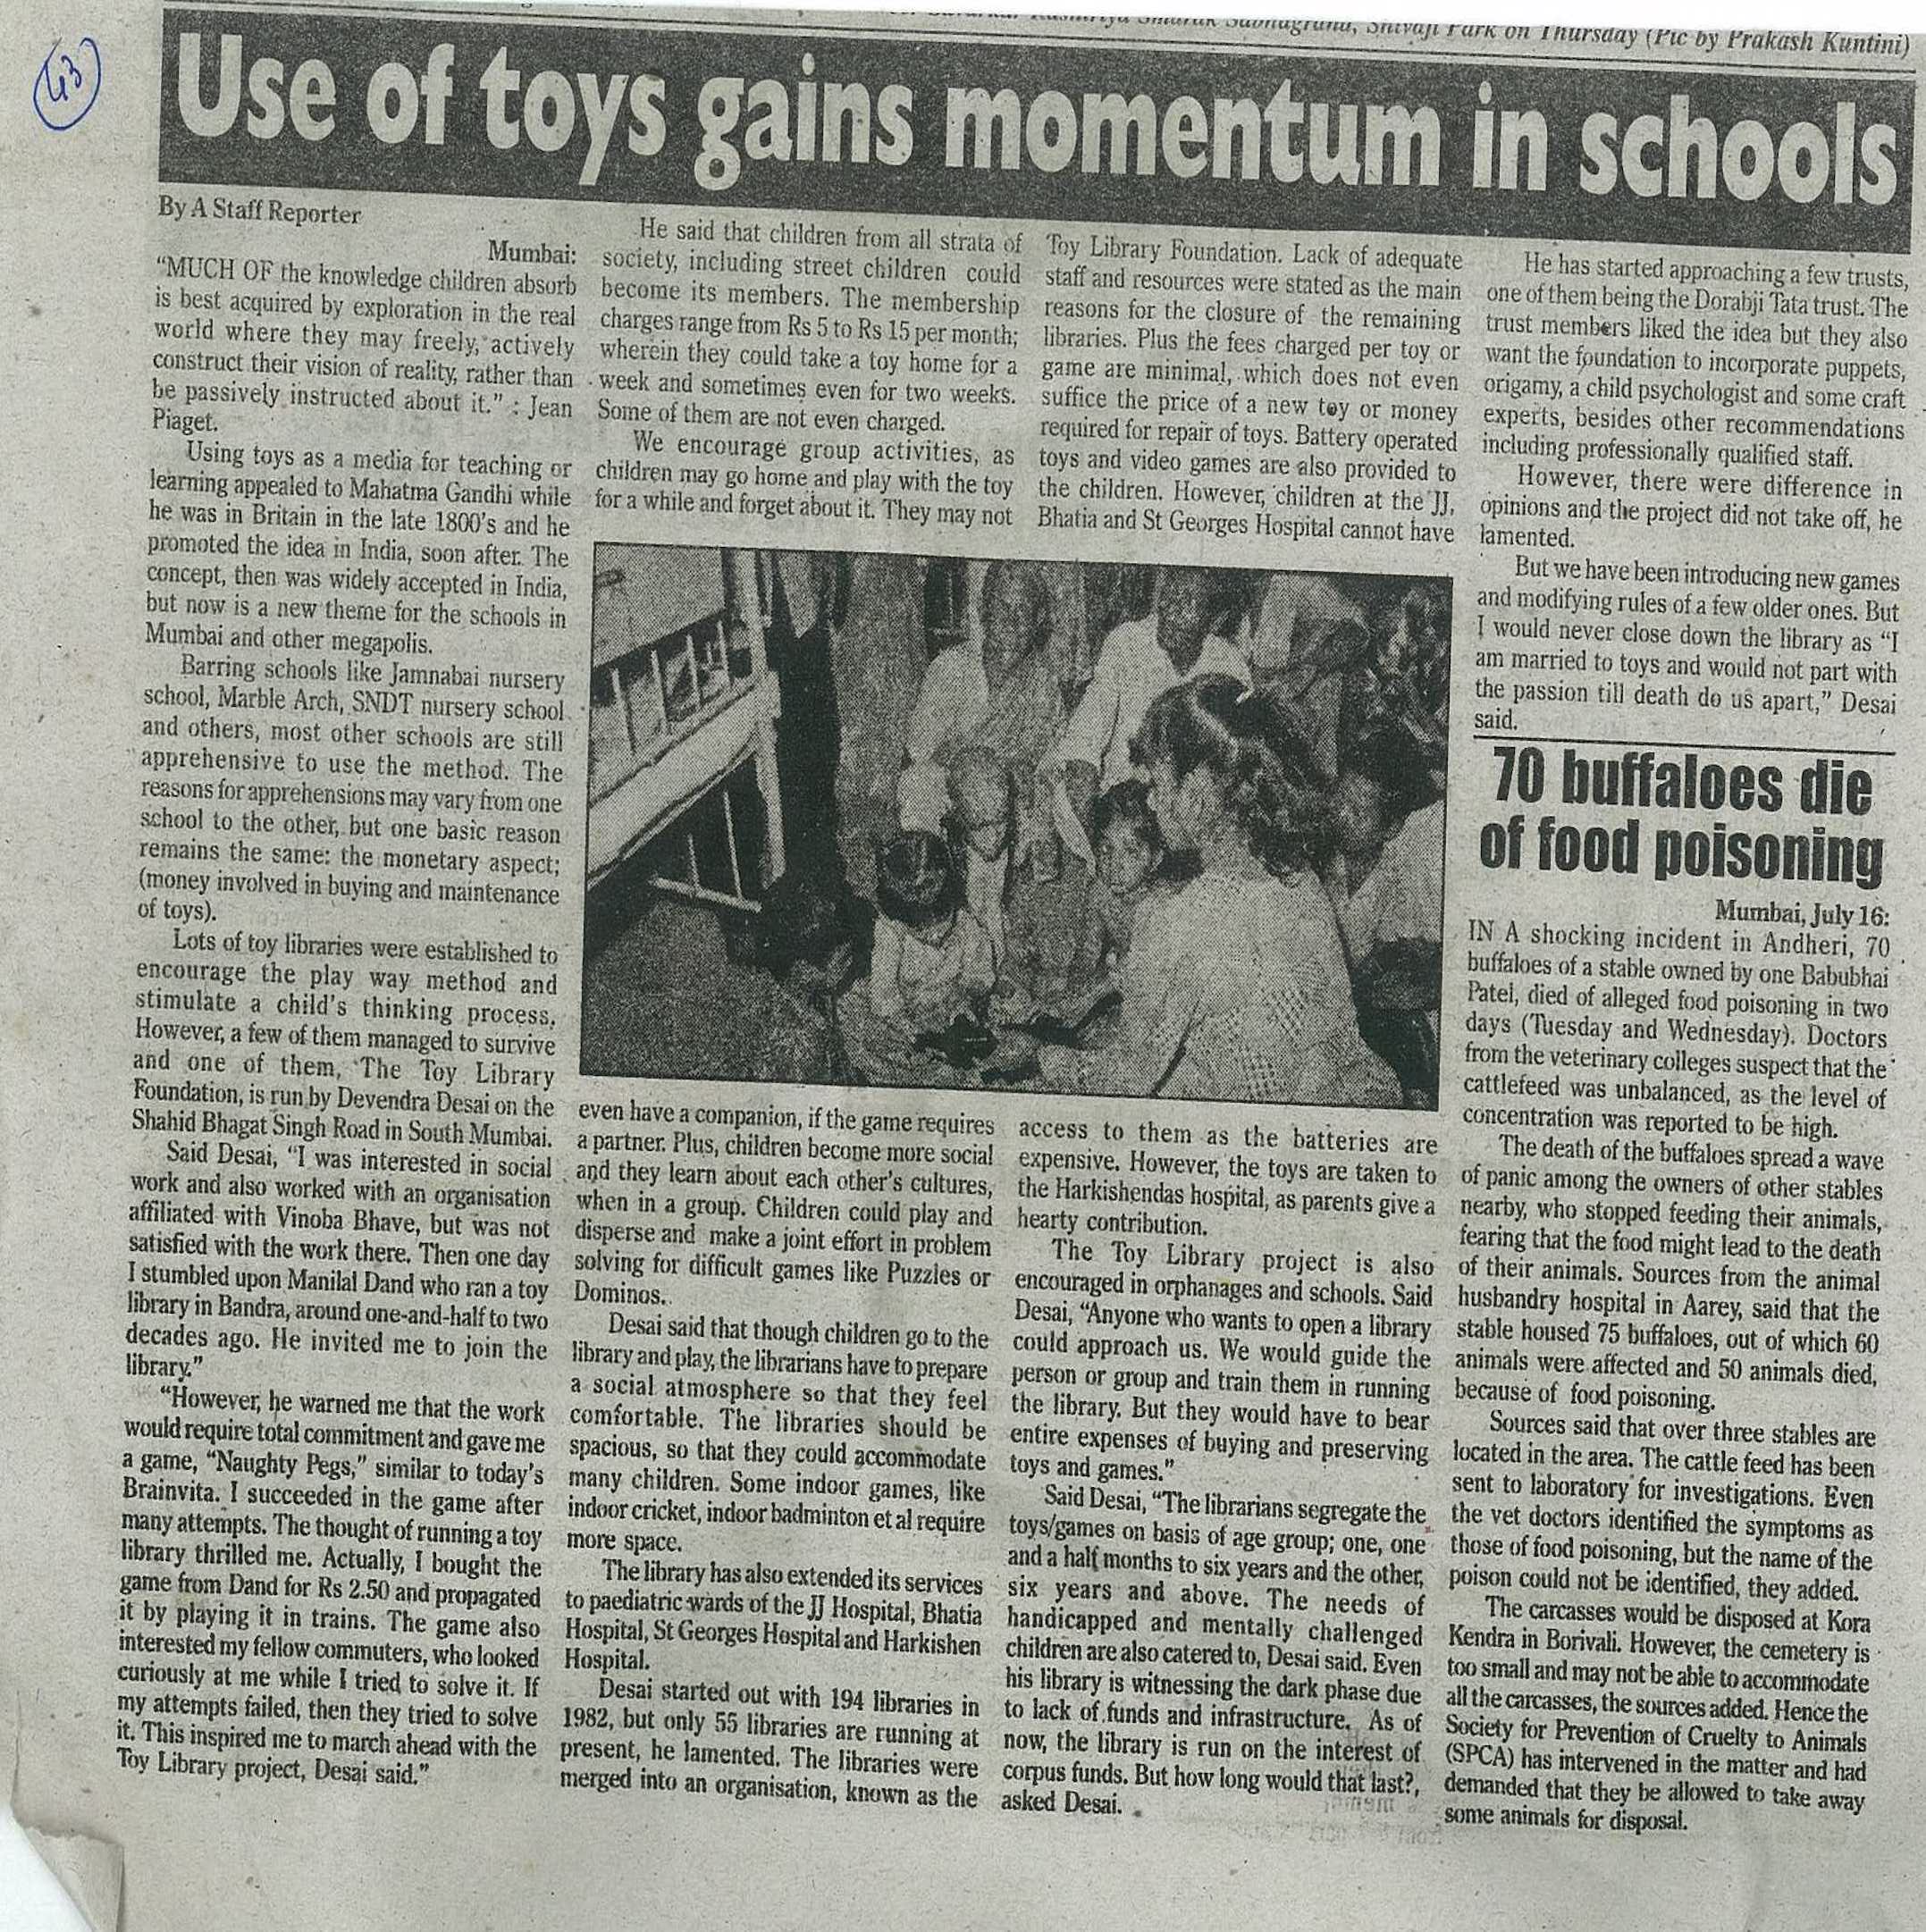 43
Smarak Sabhagraha, Shivaji Park on Thursday (Pic by Prakash Kuntini)
Use of toys gains momentum in schools
By A Staff Reporter
Mumbai:
“MUCH OF the knowledge children absorb
is best acquired by exploration in the real
world where they may freely, actively
construct their vision of reality, rather than
be passively instructed about it.” : Jean
Piaget.
Using toys as a media for teaching or
learning appealed to Mahatma Gandhi while
he was in Britain in the late 1800's and he
promoted the idea in India, soon after. The
concept, then was widely accepted in India,
but now is a new theme for the schools in
Mumbai and other megapolis.
Barring schools like Jamnabai nursery
school, Marble Arch, SNDT nursery school
and others, most other schools are still
apprehensive to use the method. The
reasons for apprehensions may vary from one
school to the other, but one basic reason
remains the same: the monetary aspect;
(money involved in buying and maintenance
of toys).
Lots of toy libraries were established to
encourage the play way method and
stimulate a child's thinking process.
However, a few of them managed to survive
and one of them, The Toy Library
Foundation, is run by Devendra Desai on the
Shahid Bhagat Singh Road in South Mumbai.
Said Desai, “I was interested in social
work and also worked with an organisation
affiliated with Vinoba Bhave, but was not
satisfied with the work there. Then one day
I stumbled upon Manilal Dand who ran a toy
library in Bandra, around one-and-half to two
decades ago. He invited me to join the
library.”
“However, he warned me that the work
would require total commitment and gave me
a game, “Naughty Pegs,” similar to today's
Brainvita. I succeeded in the game after
many attempts. The thought of running a toy
library thrilled me. Actually, I bought the
game from Dand for Rs 2.50 and propagated
it by playing it in trains. The game also
interested my fellow commuters, who looked
curiously at me while I tried to solve it. If
my attempts failed, then they tried to solve
it. This inspired me to march ahead with the
Toy Library project, Desai said.”
He said that children from all strata of
society, including street children could
become its members. The membership
charges range from Rs 5 to Rs 15 per month;
wherein they could take a toy home for a
week and sometimes even for two weeks.
Some of them are not even charged.
We encourage group activities, as
children may go home and play with the toy
for a while and forget about it. They may not
even have a companion, if the game requires
a partner. Plus, children become more social
and they learn about each other's cultures,
when in a group. Children could play and
disperse and make a joint effort in problem
solving for difficult games like Puzzles or
Dominos.
Desai said that though children go to the
library and play, the librarians have to prepare
a social atmosphere so that they feel
comfortable. The libraries should be
spacious, so that they could accommodate
many children. Some indoor games, like
indoor cricket, indoor badminton et al require
more space.
The library has also extended its services
to paediatric wards of the JJ Hospital, Bhatia
Hospital, St Georges Hospital and Harkishen
Hospital.
Desai started out with 194 libraries in
1982, but only 55 libraries are running at
present, he lamented. The libraries were
merged into an organisation, known as the
Toy Library Foundation. Lack of adequate
staff and resources were stated as the main
reasons for the closure of the remaining
libraries. Plus the fees charged per toy or
game are minimal, which does not even
suffice the price of a new toy or money
required for repair of toys. Battery operated
toys and video games are also provided to
the children. However, children at the JJ,
Bhatia and St Georges Hospital cannot have
access to them as the batteries are
expensive. However, the toys are taken to
the Harkishendas hospital, as parents give a
hearty contribution.
The Toy Library project is also
encouraged in orphanages and schools. Said
Desai, “Anyone who wants to open a library
could approach us. We would guide the
person or group and train them in running
the library. But they would have to bear
entire expenses of buying and preserving
toys and games.”
Said Desai, “The librarians segregate the
toys/games on basis of age group; one, one
and a half months to six years and the other,
six years and above. The needs of
handicapped and mentally challenged
children are also catered to, Desai said. Even
his library is witnessing the dark phase due
to lack of funds and infrastructure. As of
now, the library is run on the interest of
corpus funds. But how long would that last?,
asked Desai.
He has started approaching a few trusts,
one of them being the Dorabji Tata trust. The
trust members liked the idea but they also
want the foundation to incorporate puppets,
origamy, a child psychologist and some craft
experts, besides other recommendations
including professionally qualified staff.
However, there were difference in
opinions and the project did not take off, he
lamented.
But we have been introducing new games
and modifying rules of a few older ones. But
I would never close down the library as “I
am married to toys and would not part with
the passion till death do us apart,” Desai
said.
70 buffaloes die
of food poisoning
Mumbai, July 16:
IN A shocking incident in Andheri, 70
buffaloes of a stable owned by one Babubhai
Patel, died of alleged food poisoning in two
days (Tuesday and Wednesday). Doctors
from the veterinary colleges suspect that the
cattlefeed was unbalanced, as the level of
concentration was reported to be high.
The death of the buffaloes spread a wave
of panic among the owners of other stables
nearby, who stopped feeding their animals,
fearing that the food might lead to the death
of their animals. Sources from the animal
husbandry hospital in Aarey, said that the
stable housed 75 buffaloes, out of which 60
animals were affected and 50 animals died,
because of food poisoning.
Sources said that over three stables are
located in the area. The cattle feed has been
sent to laboratory for investigations. Even
the vet doctors identified the symptoms as
those of food poisoning, but the name of the
poison could not be identified, they added.
The carcasses would be disposed at Kora
Kendra in Borivali. However, the cemetery is
too small and may not be able to accommodate
all the carcasses, the sources added. Hence the
Society for Prevention of Cruelty to Animals
(SPCA) has intervened in the matter and had
demanded that they be allowed to take away
some animals for disposal.